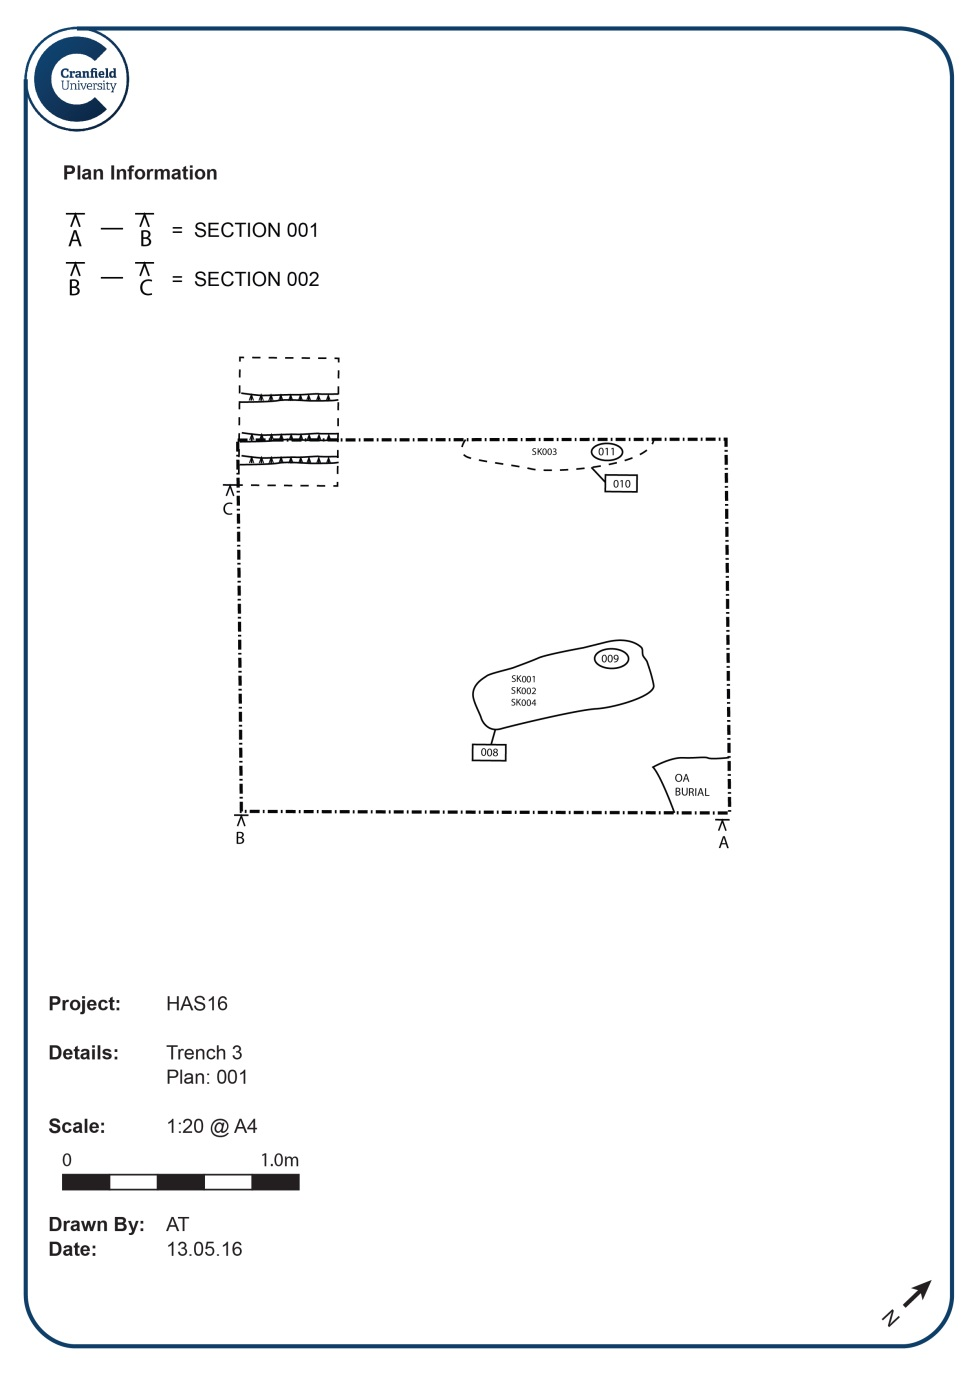 Cranfield
University
Plan Information
A — B = SECTION 001
B — C = SECTION 002
SK003
011
010
C
009
SK001
SK002
SK004
008
OA
BURIAL
B
A
Project: HAS16
Details: Trench 3
Plan: 001
Scale: 1:20 @ A4
0 1.0m
Drawn By: AT
Date: 13.05.16
N